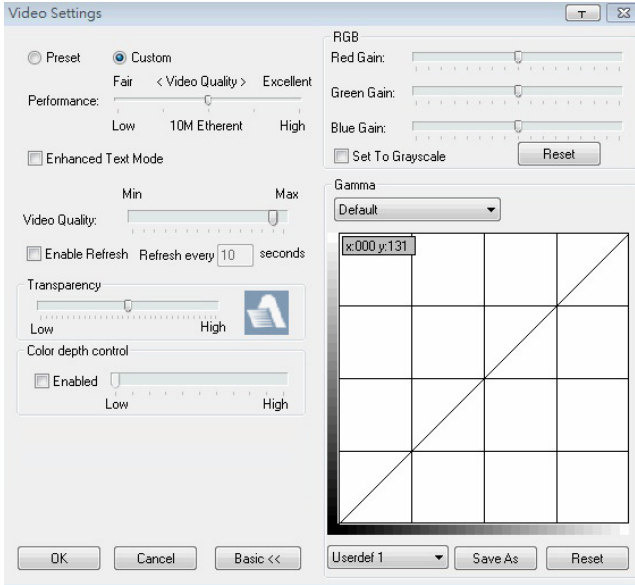 Video Settings
T
Preset
Custom
Fair < Video Quality > Excellent
Performance:
Low 10M Etherent High
Enhanced Text Mode
Min Max
Video Quality:
Enable Refresh Refresh every 10 seconds
Transparency
Low High
Color depth control
Enabled
Low High
OK
Cancel
Basic <<
RGB
Red Gain:
Green Gain:
Blue Gain:
Set To Grayscale
Reset
Gamma
Default
x:000 y:131
Userdef 1
Save As
Reset